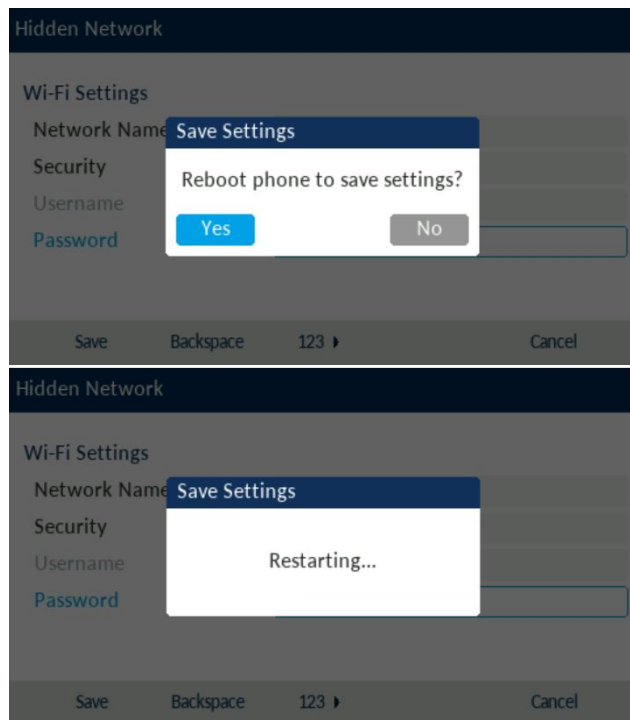 Hidden Network
Wi-Fi Settings
Network Name
Save Settings
Security
Reboot phone to save settings?
Username
Yes No
Password
Save Backspace 123 Cancel
Hidden Network
Wi-Fi Settings
Network Name
Save Settings
Security
Restarting...
Username
Password
Save Backspace 123 Cancel